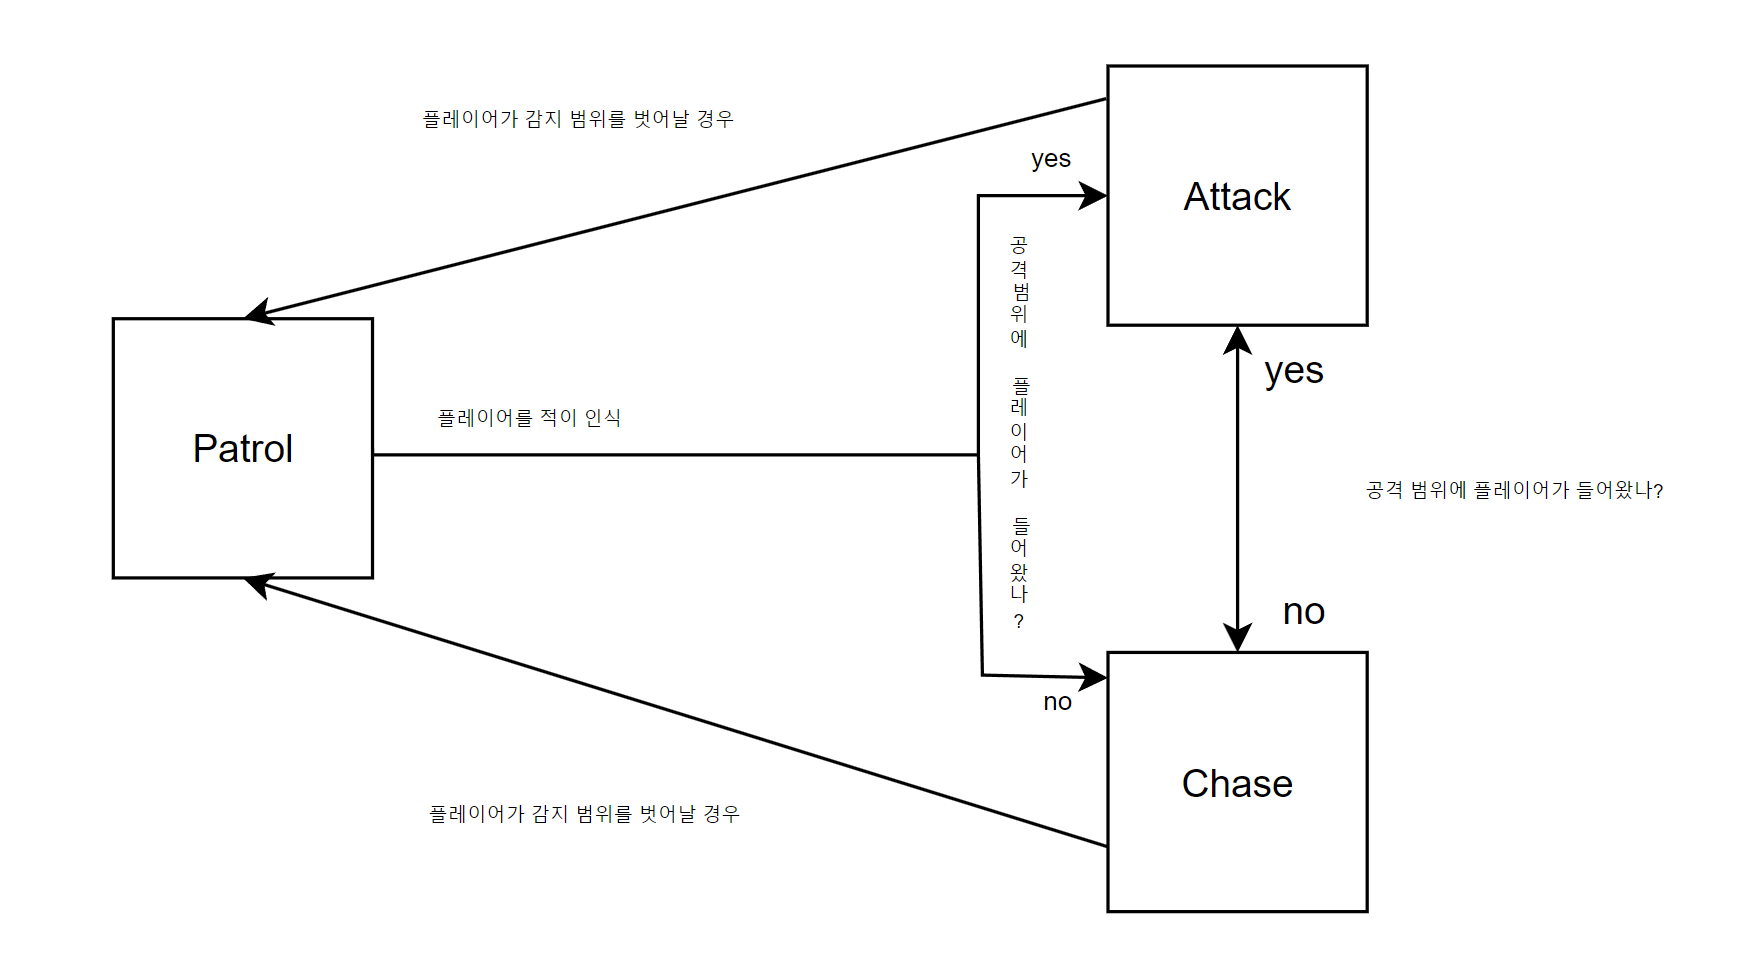 플레이어가 감지 범위를 벗어날 경우
yes
Attack
공격범위에 플레이어가 들어왔나?
yes
플레이어를 적이 인식
Patrol
공격 범위에 플레이어가 들어왔나?
no
no
Chase
플레이어가 감지 범위를 벗어날 경우